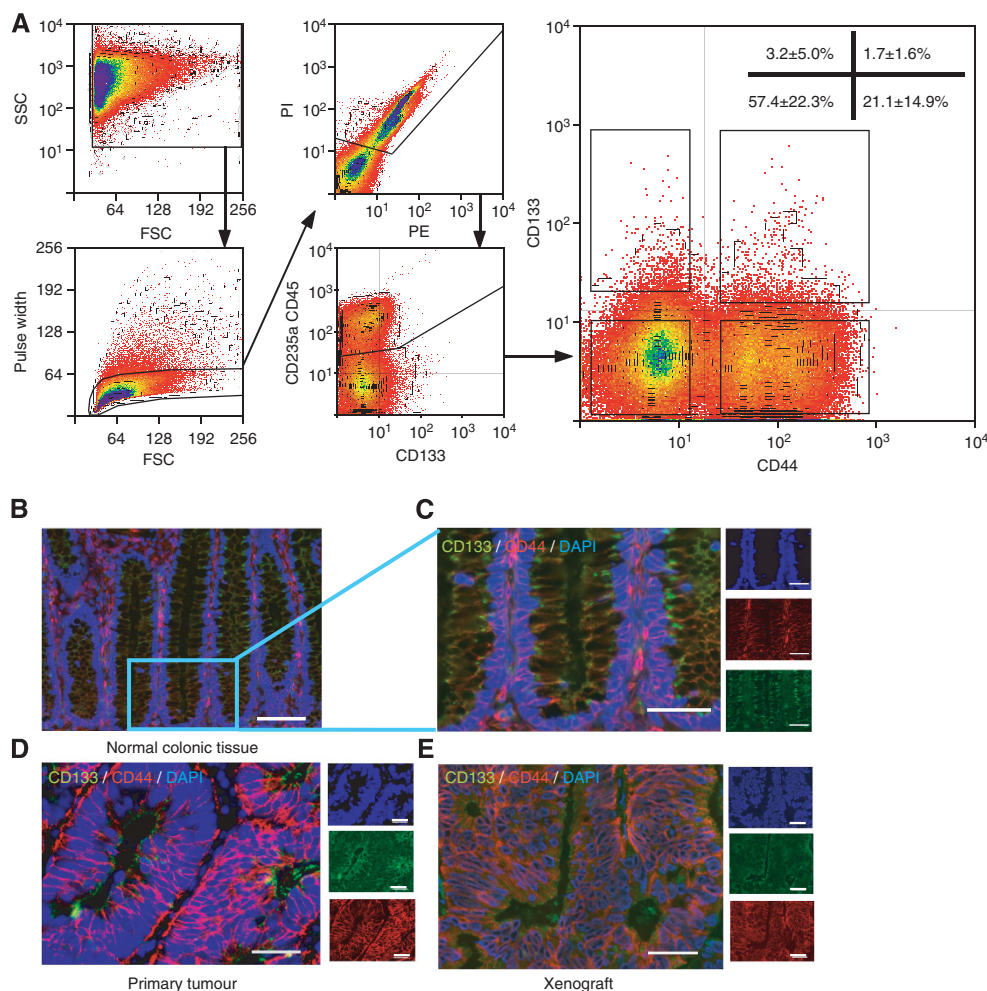 A
SSC
10⁴
10³
10²
10¹
64 128 192 256
FSC
PI
10⁴
10³
10²
10¹
10¹ 10² 10³ 10⁴
PE
Pulse width
256
192
128
64
64 128 192 256
FSC
CD235a CD45
10⁴
10³
10²
10¹
10¹ 10² 10³ 10⁴
CD133
CD133
10⁴
10³
10²
10¹
3.2±5.0% 1.7±1.6%
57.4±22.3% 21.1±14.9%
10¹ 10² 10³ 10⁴
CD44
B
Normal colonic tissue
C
CD133 / CD44 / DAPI
D
CD133 / CD44 / DAPI
Primary tumour
E
CD133 / CD44 / DAPI
Xenograft